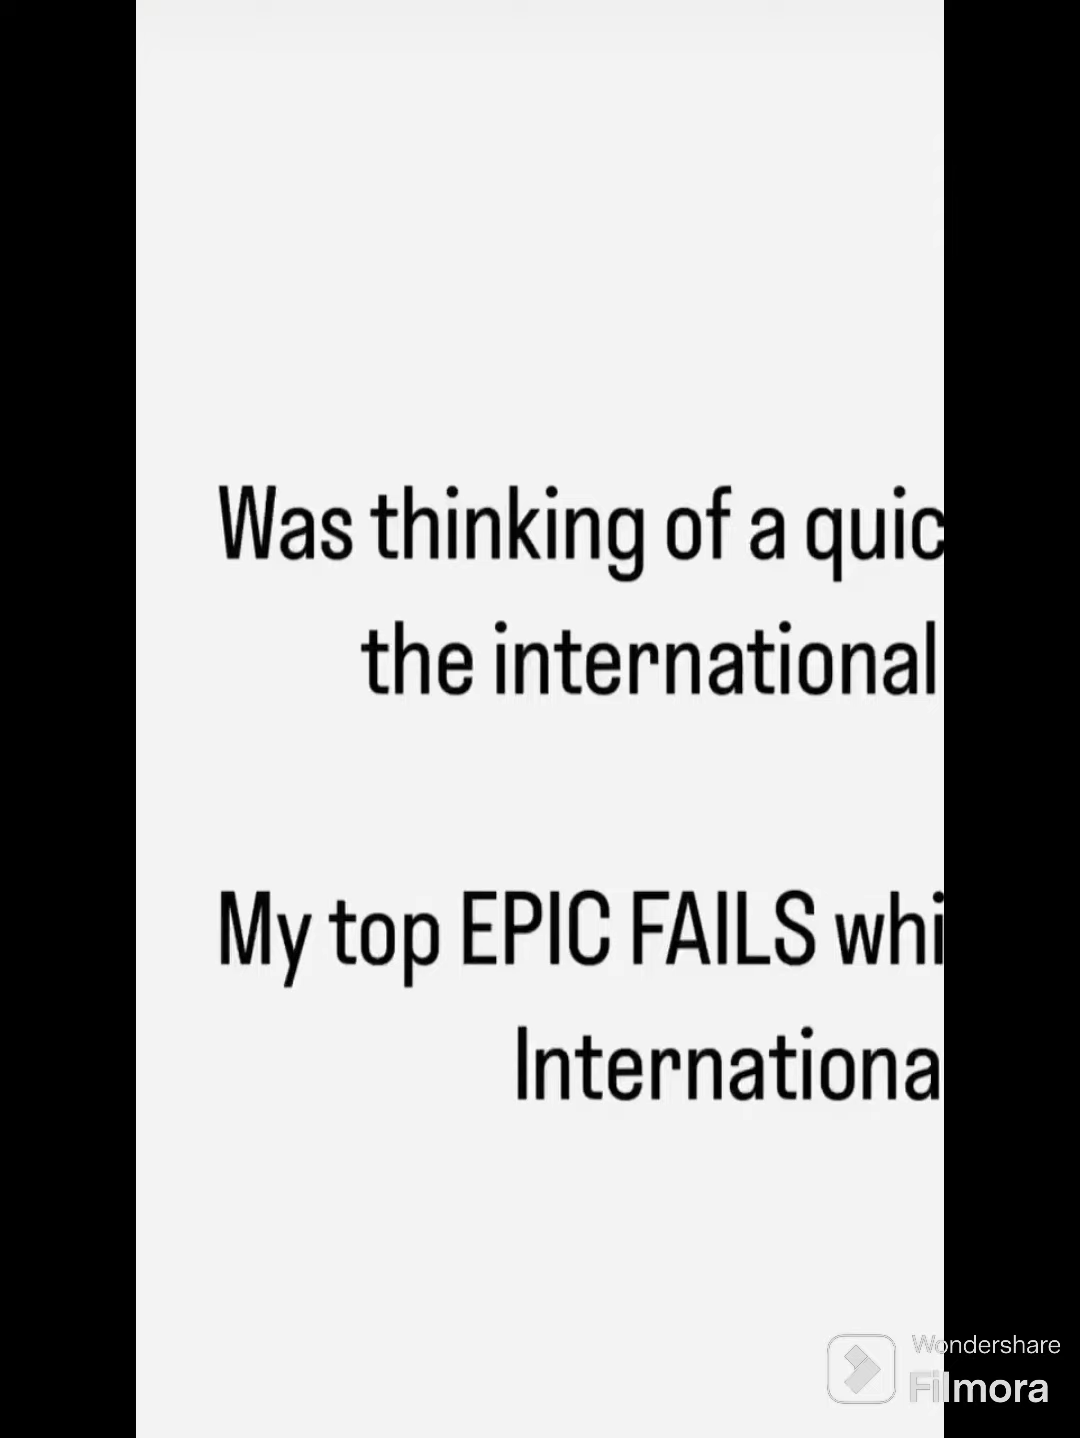 Was thinking of a quic
the international
My top EPIC FAILS whi
Internationa
Wondershare
Filmora